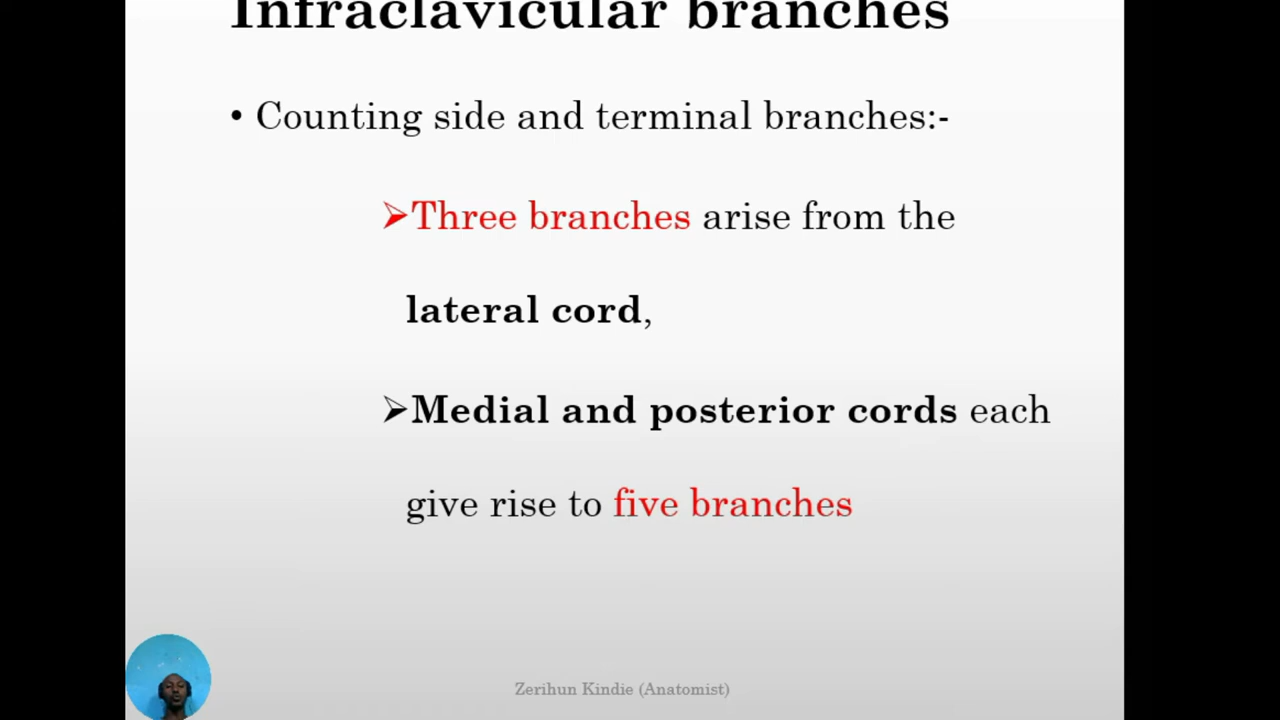 Infraclavicular branches
• Counting side and terminal branches:-
➢Three branches arise from the
lateral cord,
➢Medial and posterior cords each
give rise to five branches
Zerihun Kindie (Anatomist)